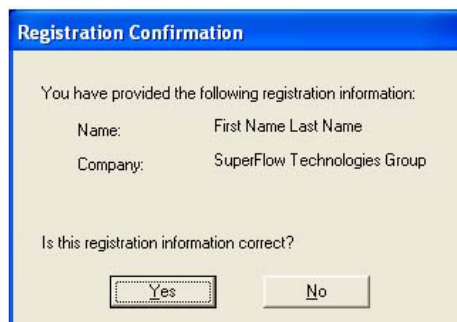 Registration Confirmation
You have provided the following registration information:
Name: First Name Last Name
Company: SuperFlow Technologies Group
Is this registration information correct?
Yes No